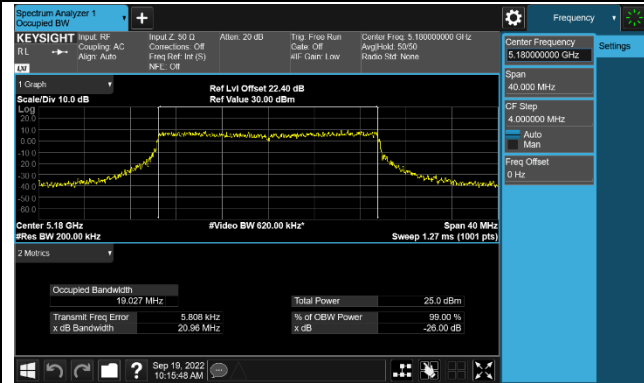 Spectrum Analyzer 1
Occupied BW
+
Frequency
KEYSIGHT
RL
LXI
Input: RF
Coupling: AC
Align: Auto
Input Z: 50 Ω
Corrections: Off
Freq Ref: Int (S)
NFE: Off
Atten: 20 dB
Trig: Free Run
Gate: Off
#IF Gain: Low
Center Freq: 5.180000000 GHz
Avg|Hold: 50/50
Radio Std: None
Center Frequency
5.180000000 GHz
Settings
Span
40.000 MHz
CF Step
4.000000 MHz
Auto
Man
Freq Offset
0 Hz
1 Graph
Scale/Div 10.0 dB
Ref Lvl Offset 22.40 dB
Ref Value 30.00 dBm
Log
20.0
10.0
0.00
-10.0
-20.0
-30.0
-40.0
-50.0
-60.0
Center 5.18 GHz
#Video BW 620.00 kHz*
Span 40 MHz
#Res BW 200.00 kHz
Sweep 1.27 ms (1001 pts)
2 Metrics
Occupied Bandwidth
19.027 MHz
Total Power 25.0 dBm
Transmit Freq Error 5.808 kHz
% of OBW Power 99.00 %
x dB Bandwidth 20.96 MHz
x dB -26.00 dB
?
Sep 19, 2022
10:15:48 AM